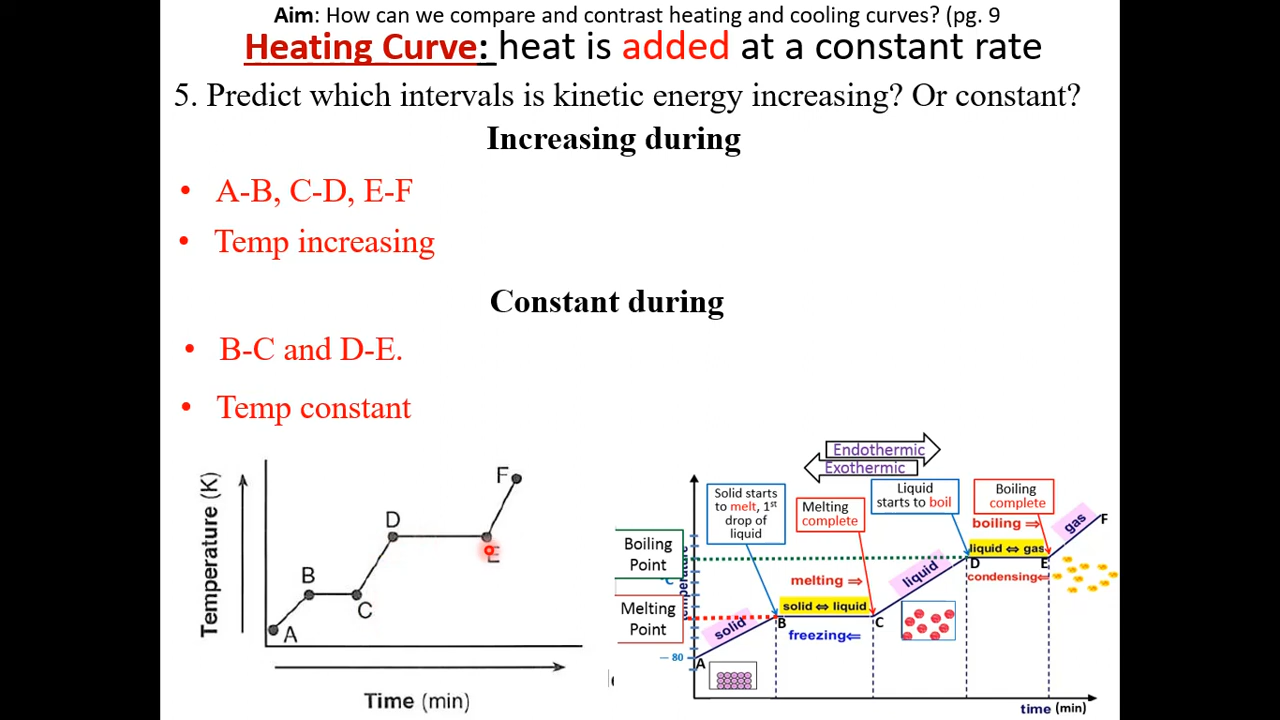 Aim: How can we compare and contrast heating and cooling curves? (pg. 9
Heating Curve: heat is added at a constant rate
5. Predict which intervals is kinetic energy increasing? Or constant?
Increasing during
• A-B, C-D, E-F
• Temp increasing
Constant during
• B-C and D-E.
• Temp constant
Temperature (K)
A
B
C
D
E
F
Time (min)
Endothermic
Exothermic
Solid starts
to melt, 1st
drop of
liquid
Melting
complete
Liquid
starts to boil
Boiling
complete
Boiling
Point
Melting
Point
boiling ⇒
liquid ⇔ gas
condensing⇐
melting ⇒
solid ⇔ liquid
freezing⇐
solid
liquid
gas
A
B
C
D
E
F
– 80
time (min)